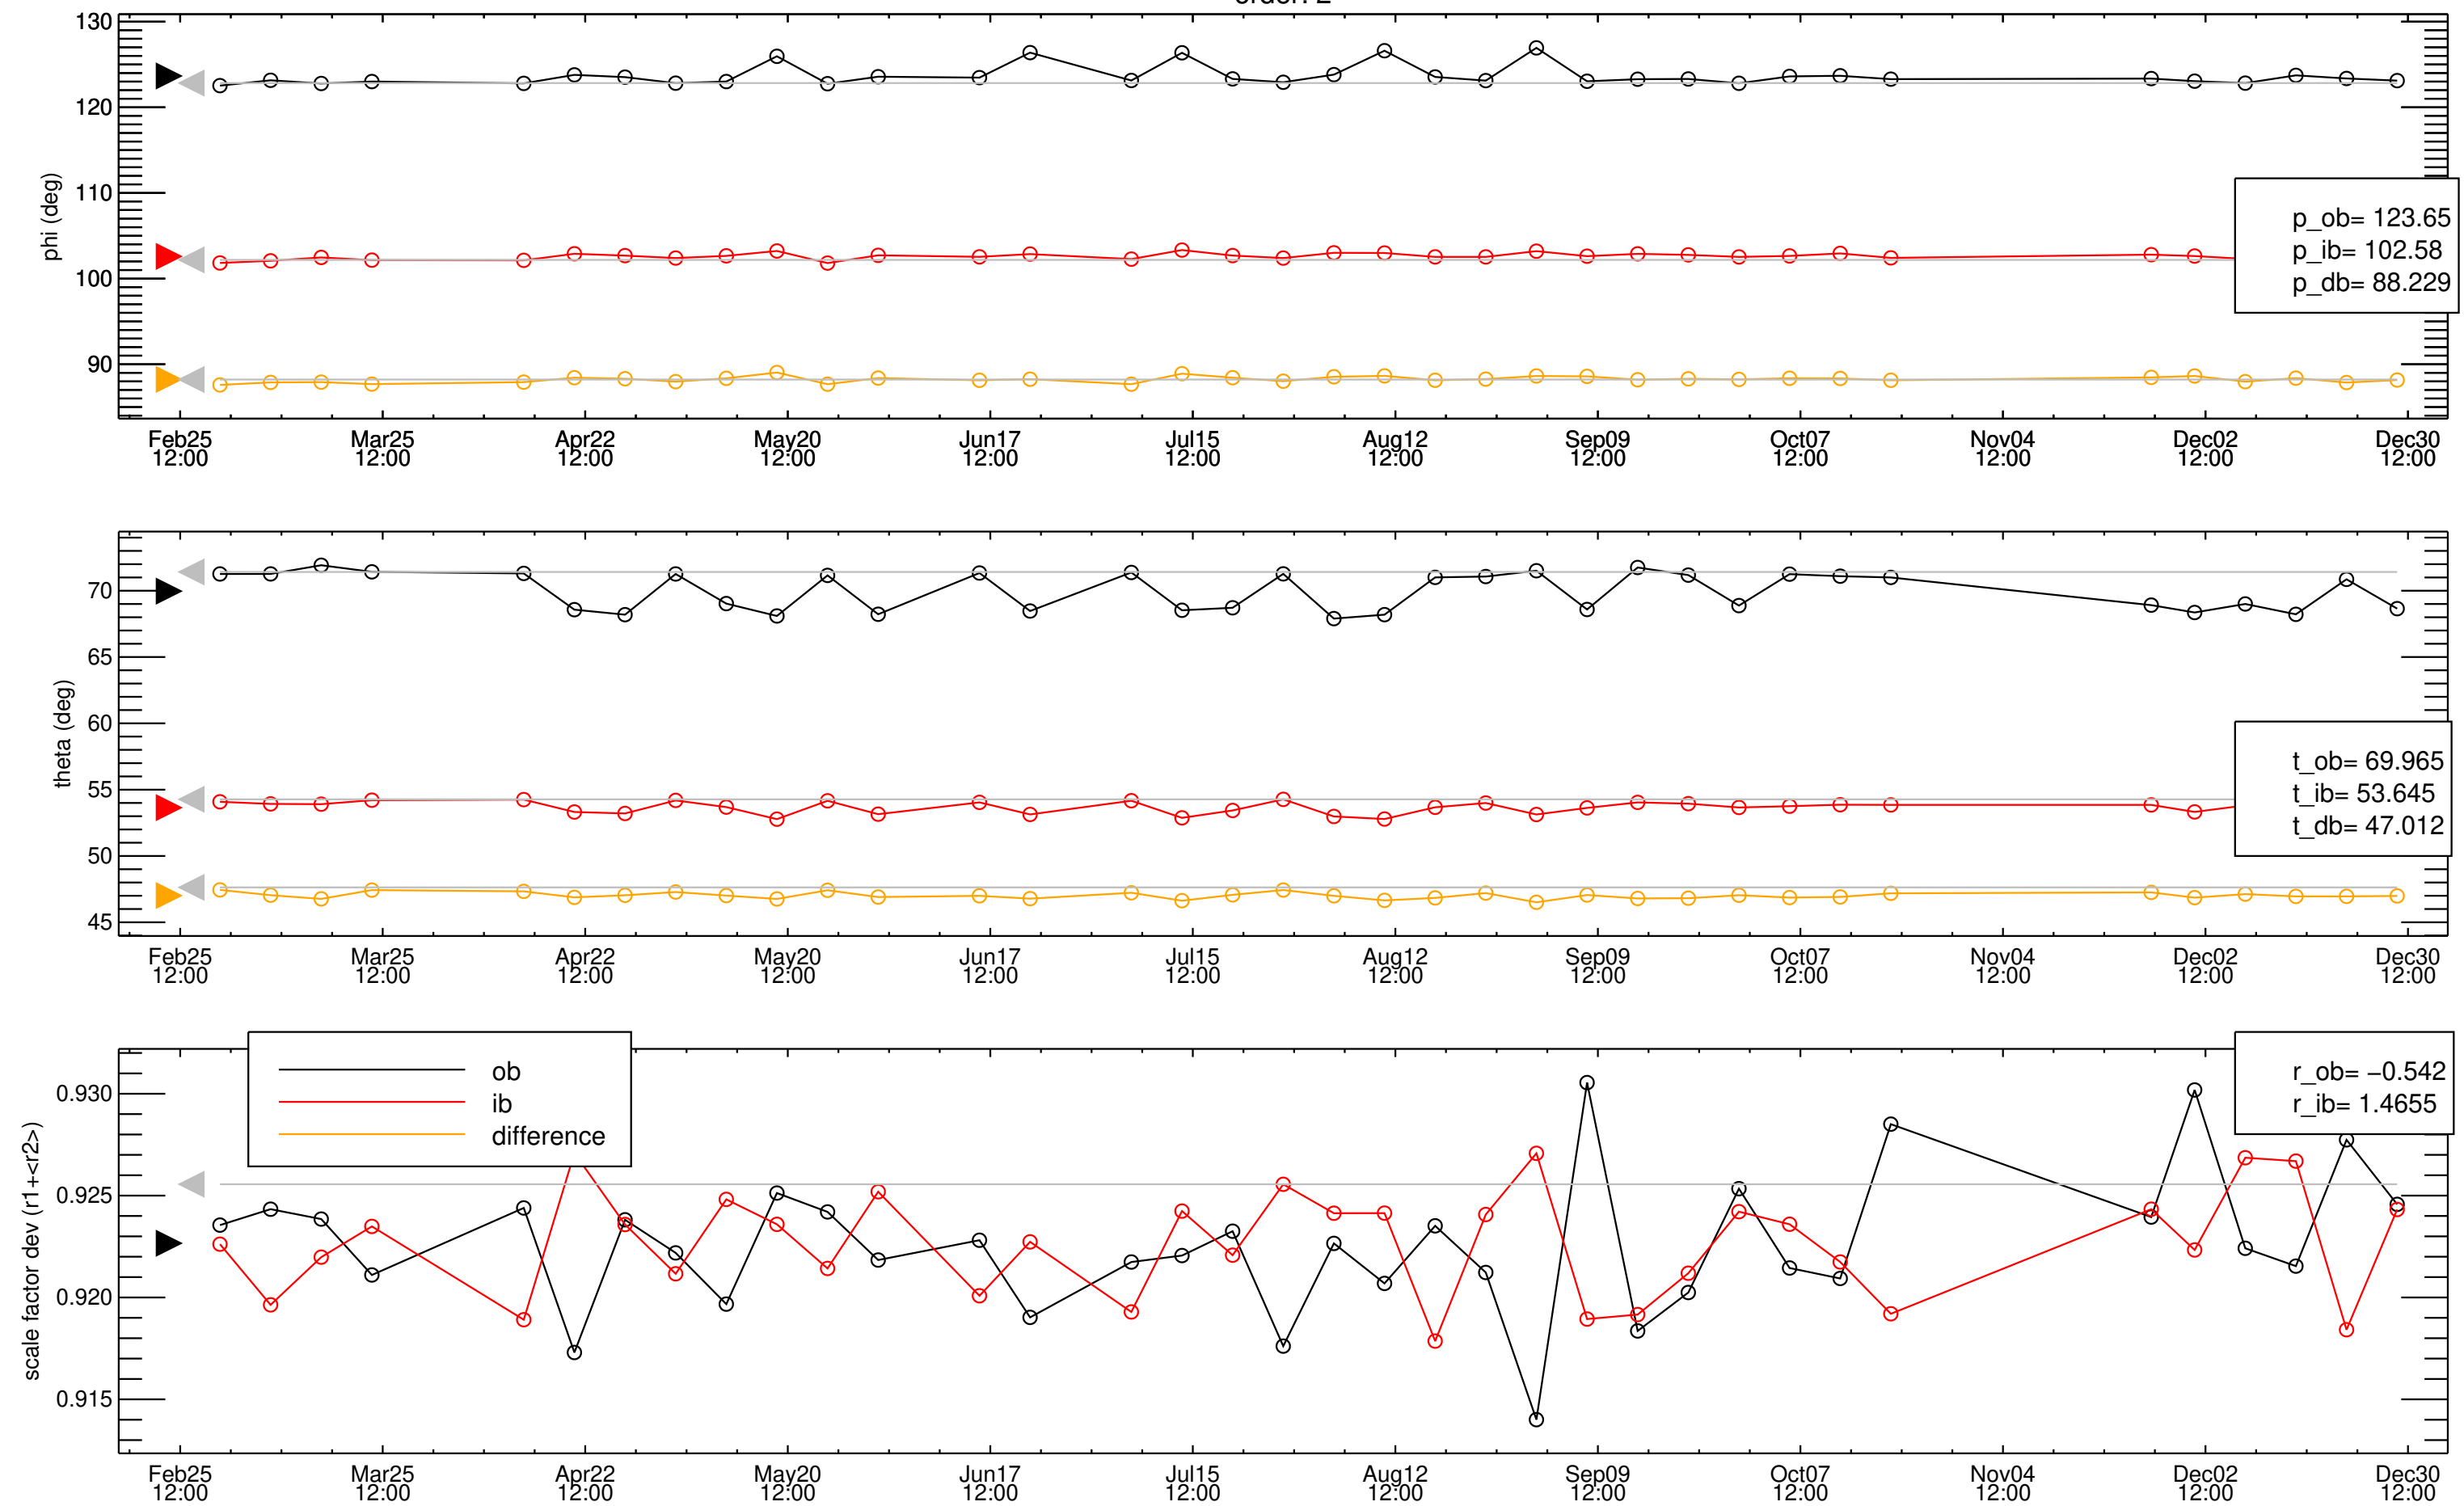 130
120
110
100
90
phi (deg)
p_ob= 123.65
p_ib= 102.58
p_db= 88.229
Feb25 Mar25 Apr22 May20 Jun17 Jul15 Aug12 Sep09 Oct07 Nov04 Dec02 Dec30
12:00 12:00 12:00 12:00 12:00 12:00 12:00 12:00 12:00 12:00 12:00 12:00
70
65
60
55
50
45
theta (deg)
t_ob= 69.965
t_ib= 53.645
t_db= 47.012
Feb25 Mar25 Apr22 May20 Jun17 Jul15 Aug12 Sep09 Oct07 Nov04 Dec02 Dec30
12:00 12:00 12:00 12:00 12:00 12:00 12:00 12:00 12:00 12:00 12:00 12:00
ob
ib
difference
r_ob= −0.542
r_ib= 1.4655
0.930
0.925
0.920
0.915
scale factor dev (r1+<r2>)
Feb25 Mar25 Apr22 May20 Jun17 Jul15 Aug12 Sep09 Oct07 Nov04 Dec02 Dec30
12:00 12:00 12:00 12:00 12:00 12:00 12:00 12:00 12:00 12:00 12:00 12:00